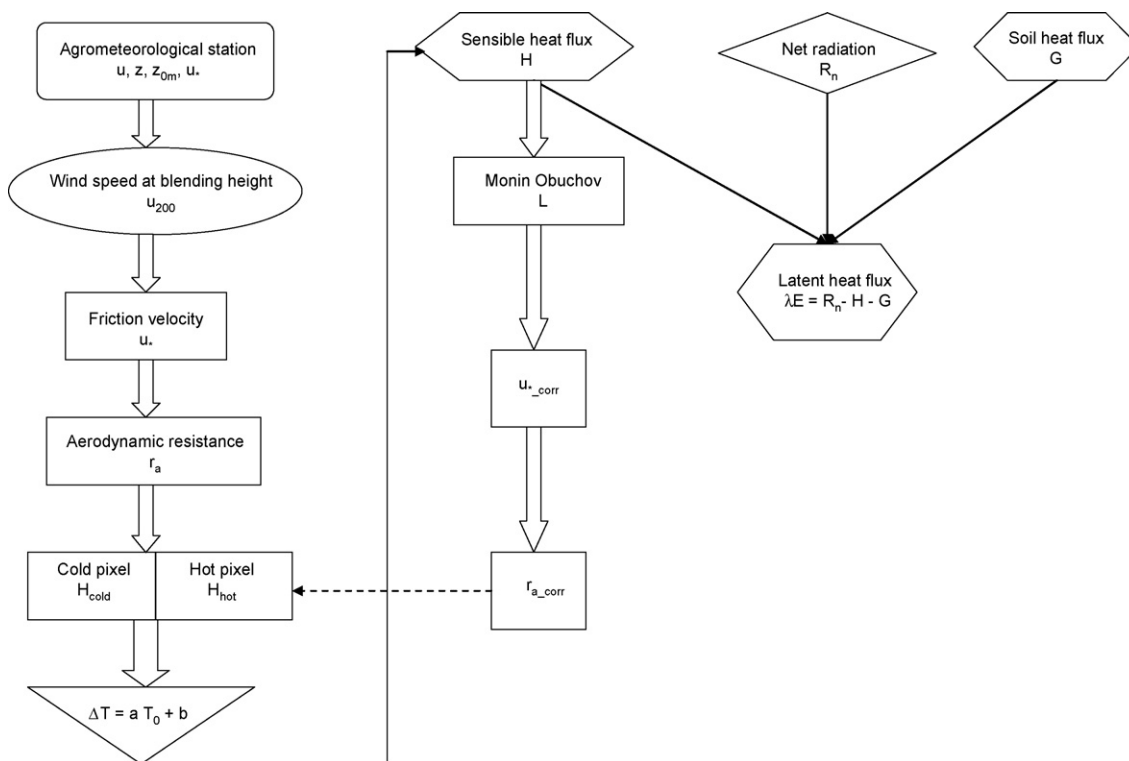 Agrometeorological station
u, z, z0m, u*
Wind speed at blending height
u200
Friction velocity
u*
Aerodynamic resistance
ra
Cold pixel
Hcold
Hot pixel
Hhot
ΔT = a T0 + b
Sensible heat flux
H
Monin Obuchov
L
u*_corr
ra_corr
Net radiation
Rn
Soil heat flux
G
Latent heat flux
λE = Rn- H - G